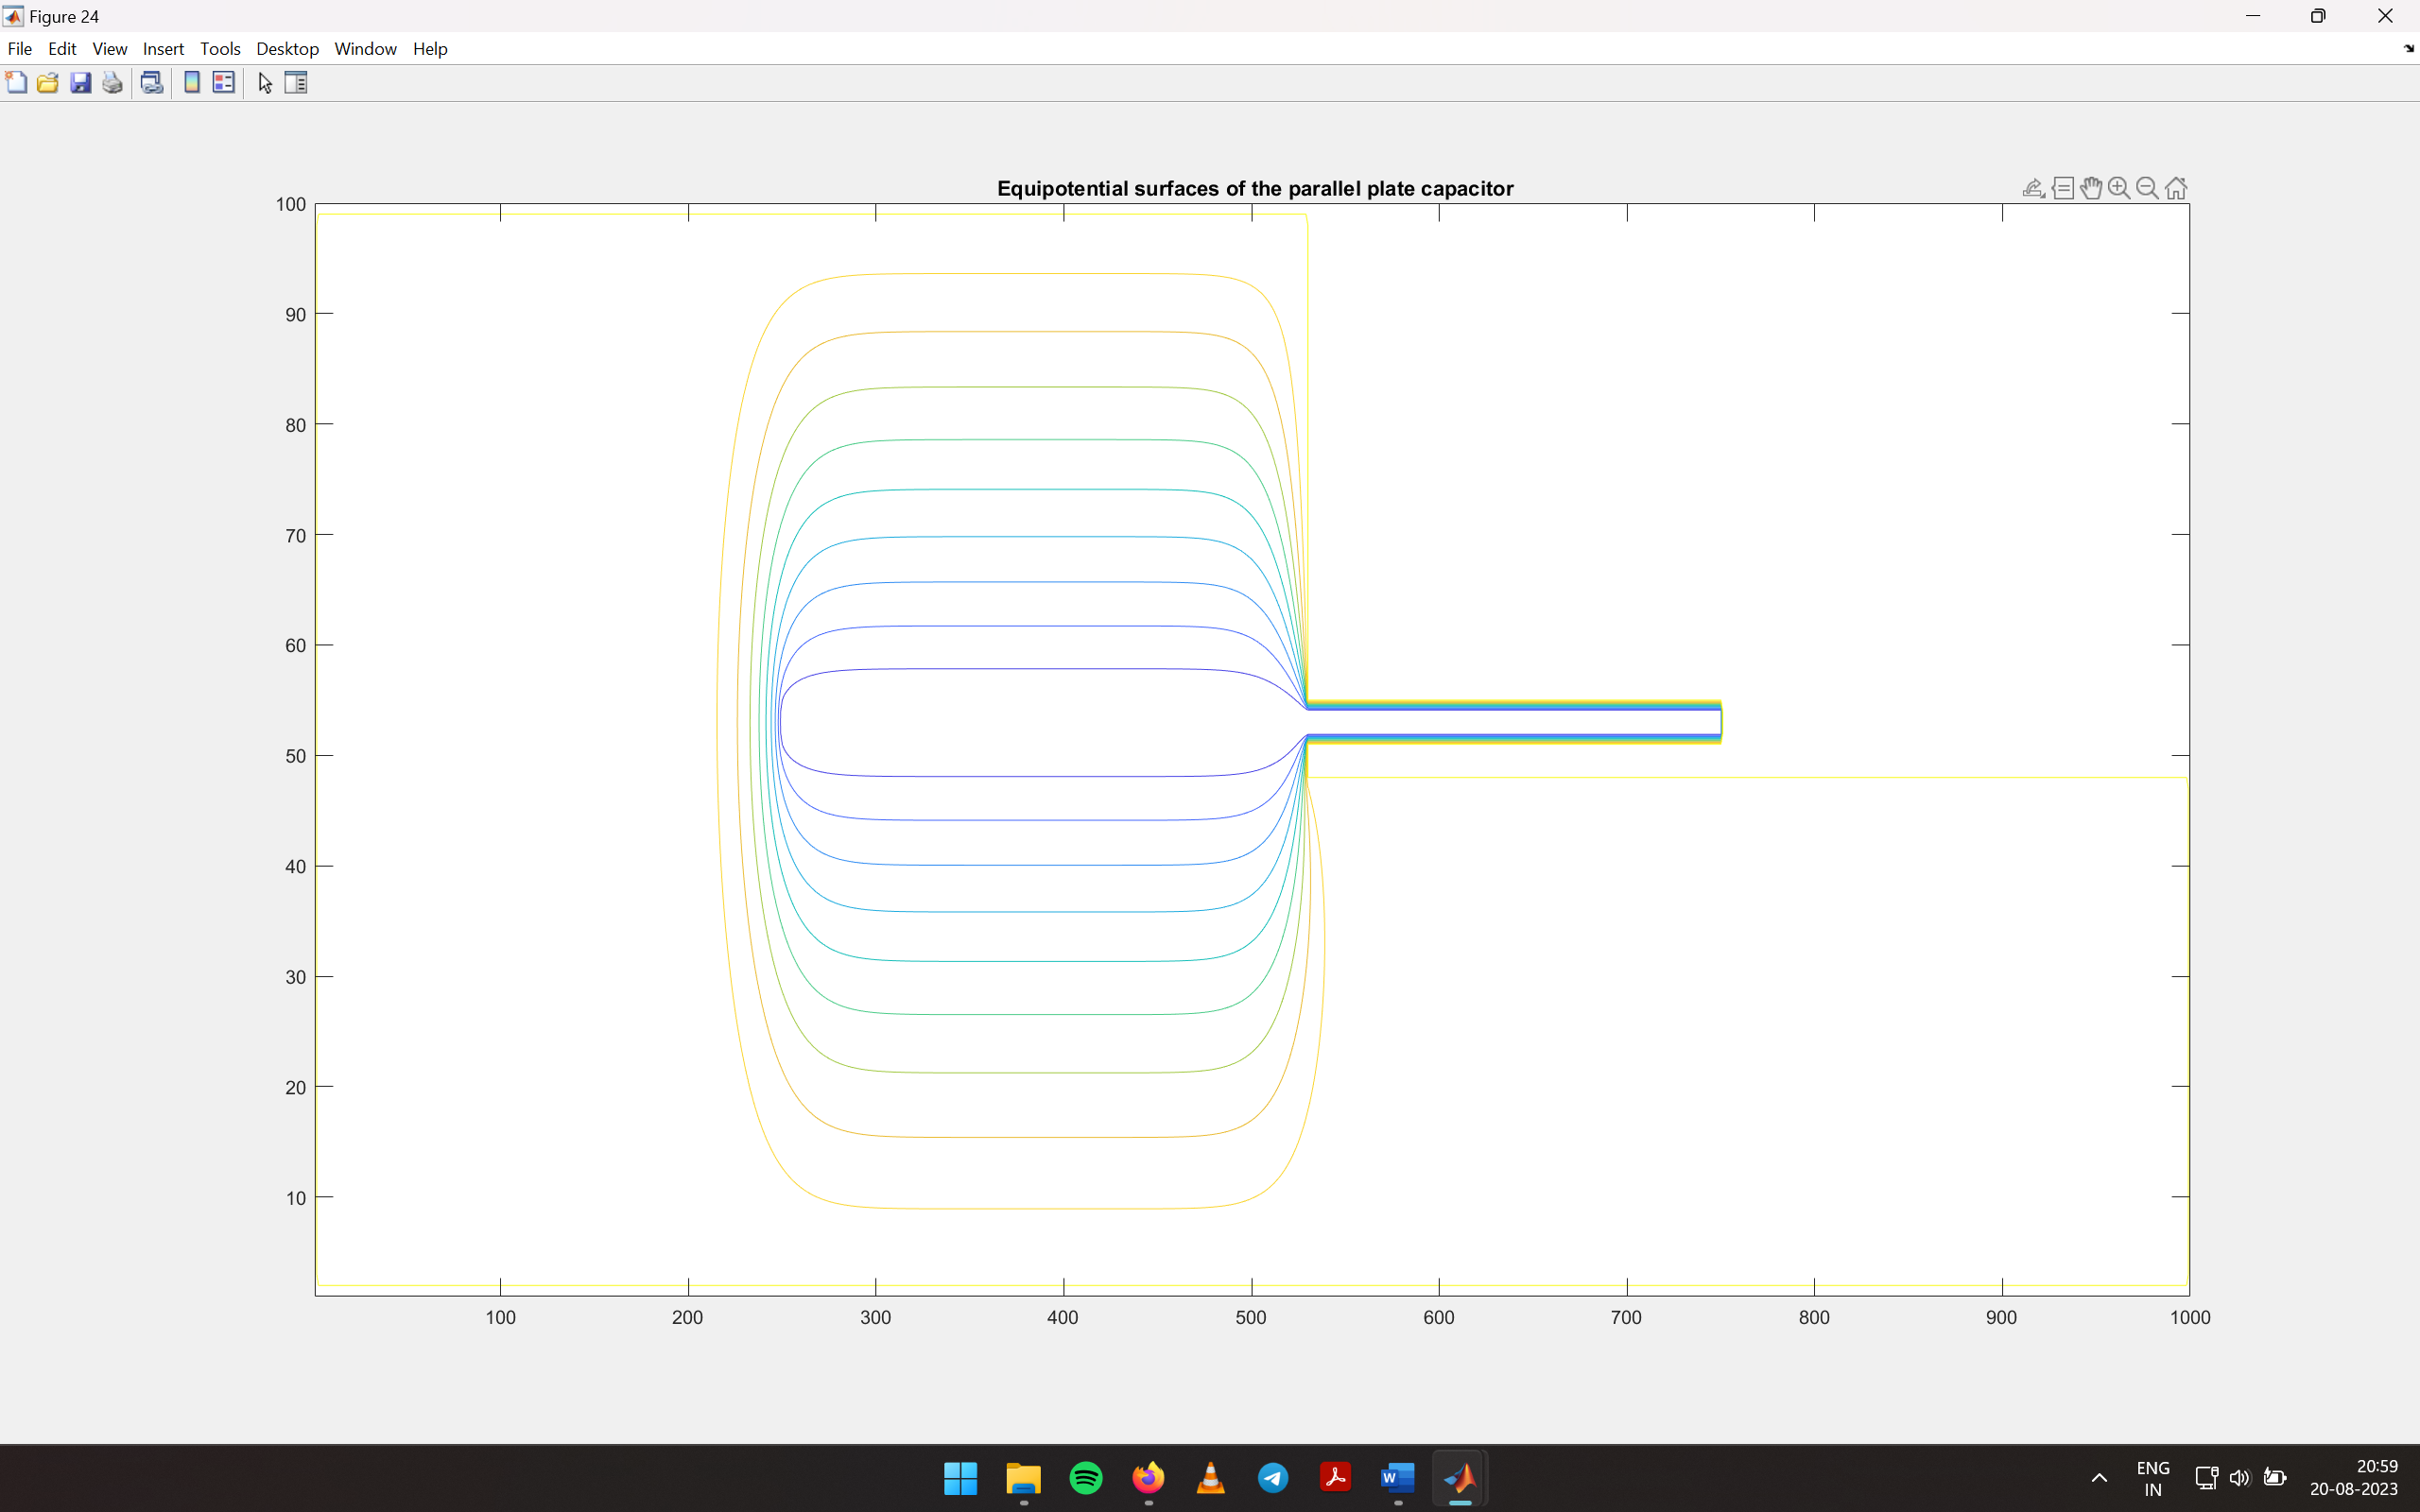 Figure 24
File Edit View Insert Tools Desktop Window Help
Equipotential surfaces of the parallel plate capacitor
100
90
80
70
60
50
40
30
20
10
100 200 300 400 500 600 700 800 900 1000
W
ENG
IN
20:59
20-08-2023